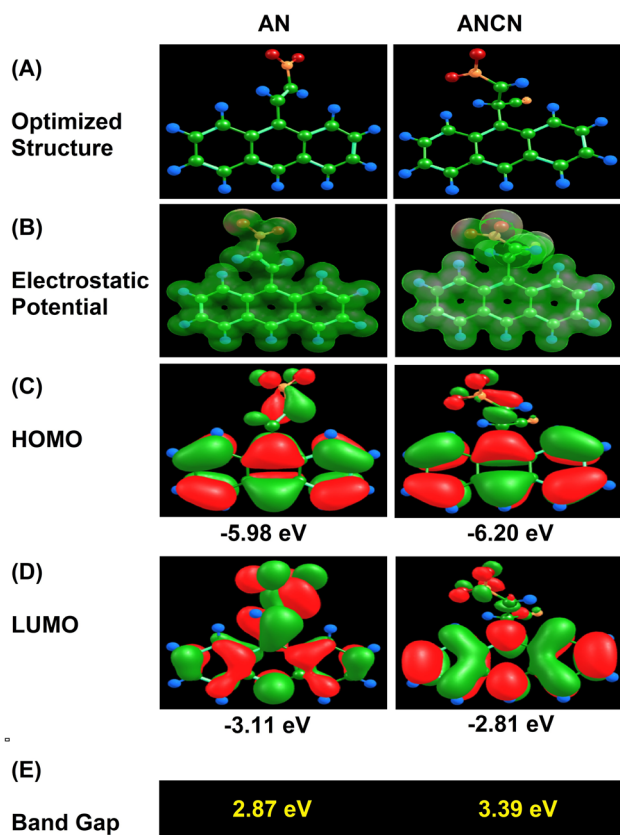 AN ANCN
(A)
Optimized
Structure
(B)
Electrostatic
Potential
(C)
HOMO
-5.98 eV -6.20 eV
(D)
LUMO
-3.11 eV -2.81 eV
(E)
Band Gap
2.87 eV 3.39 eV